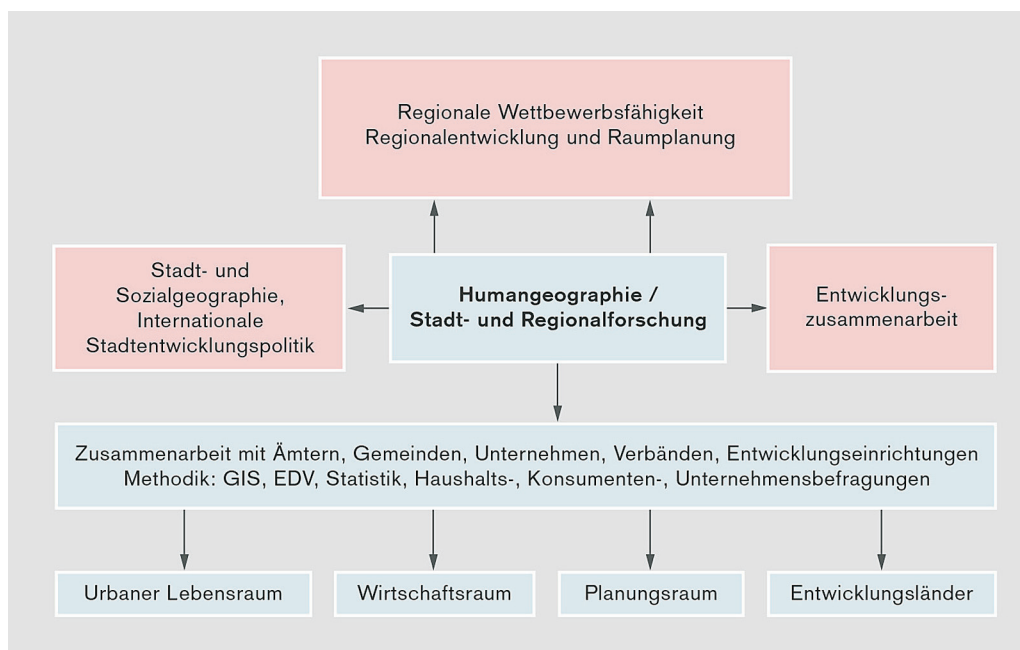 Regionale Wettbewerbsfähigkeit
Regionalentwicklung und Raumplanung
Stadt- und
Sozialgeographie,
Internationale
Stadtentwicklungspolitik
Humangeographie /
Stadt- und Regionalforschung
Entwicklungs-
zusammenarbeit
Zusammenarbeit mit Ämtern, Gemeinden, Unternehmen, Verbänden, Entwicklungseinrichtungen
Methodik: GIS, EDV, Statistik, Haushalts-, Konsumenten-, Unternehmensbefragungen
Urbaner Lebensraum
Wirtschaftsraum
Planungsraum
Entwicklungsländer